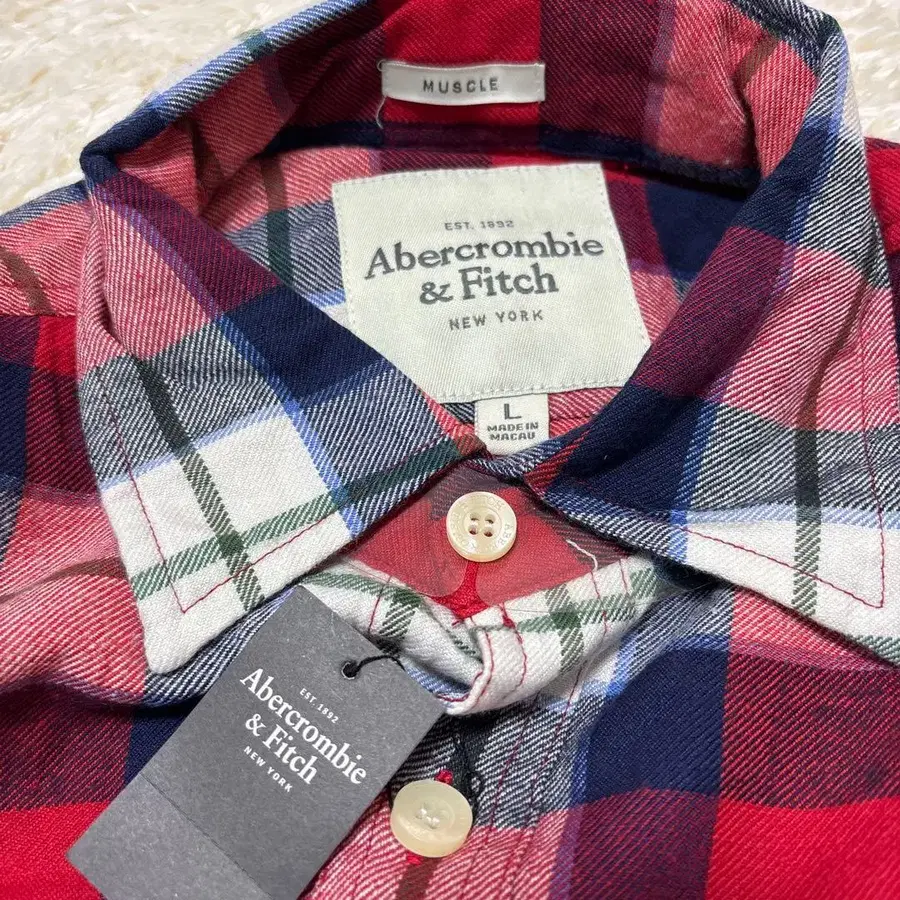 MUSCLE
EST. 1892
Abercrombie
& Fitch
NEW YORK
L
MADE IN
MACAU
EST. 1892
Abercrombie
& Fitch
NEW YORK